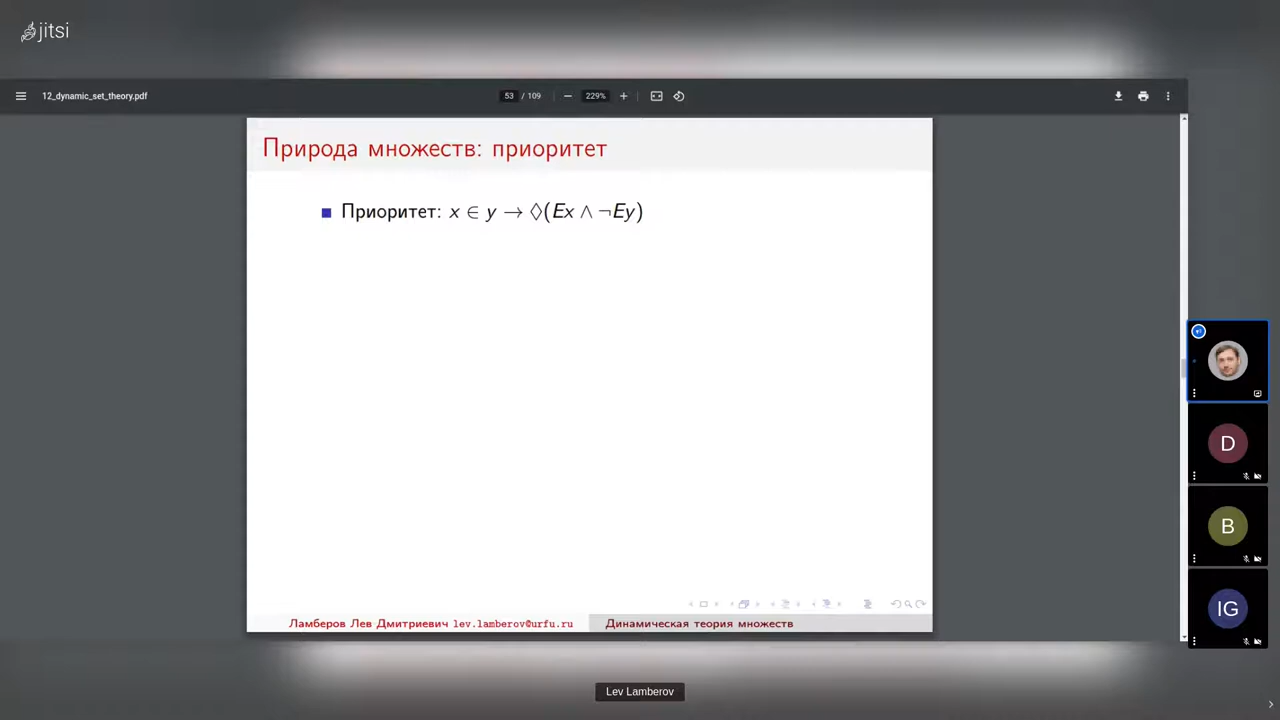 jitsi
12_dynamic_set_theory.pdf
53 / 109
229%
Природа множеств: приоритет
Приоритет: x ∈ y → ◊(Ex ∧ ¬Ey)
D
B
IG
Ламберов Лев Дмитриевич lev.lamberov@urfu.ru
Динамическая теория множеств
Lev Lamberov